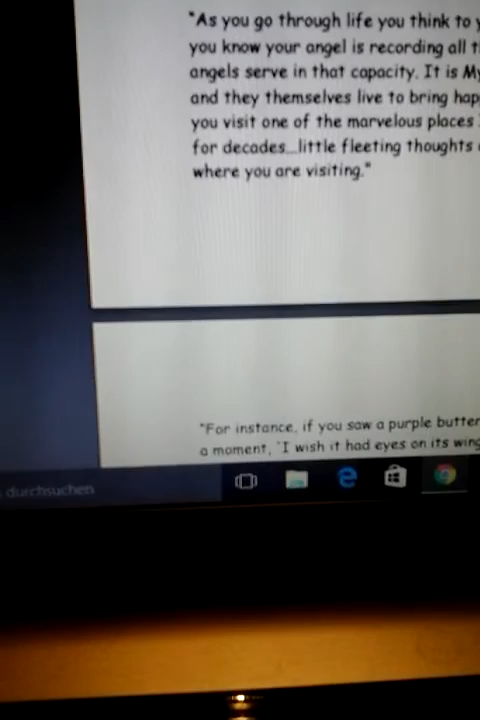 "As you go through life you think to
you know your angel is recording all
angels serve in that capacity. It is My
and they themselves live to bring
you visit one of the marvelous places
for decades...little fleeting thoughts
where you are visiting."
"For instance, if you saw a purple
a moment, 'I wish it had eyes on its
durchsuchen